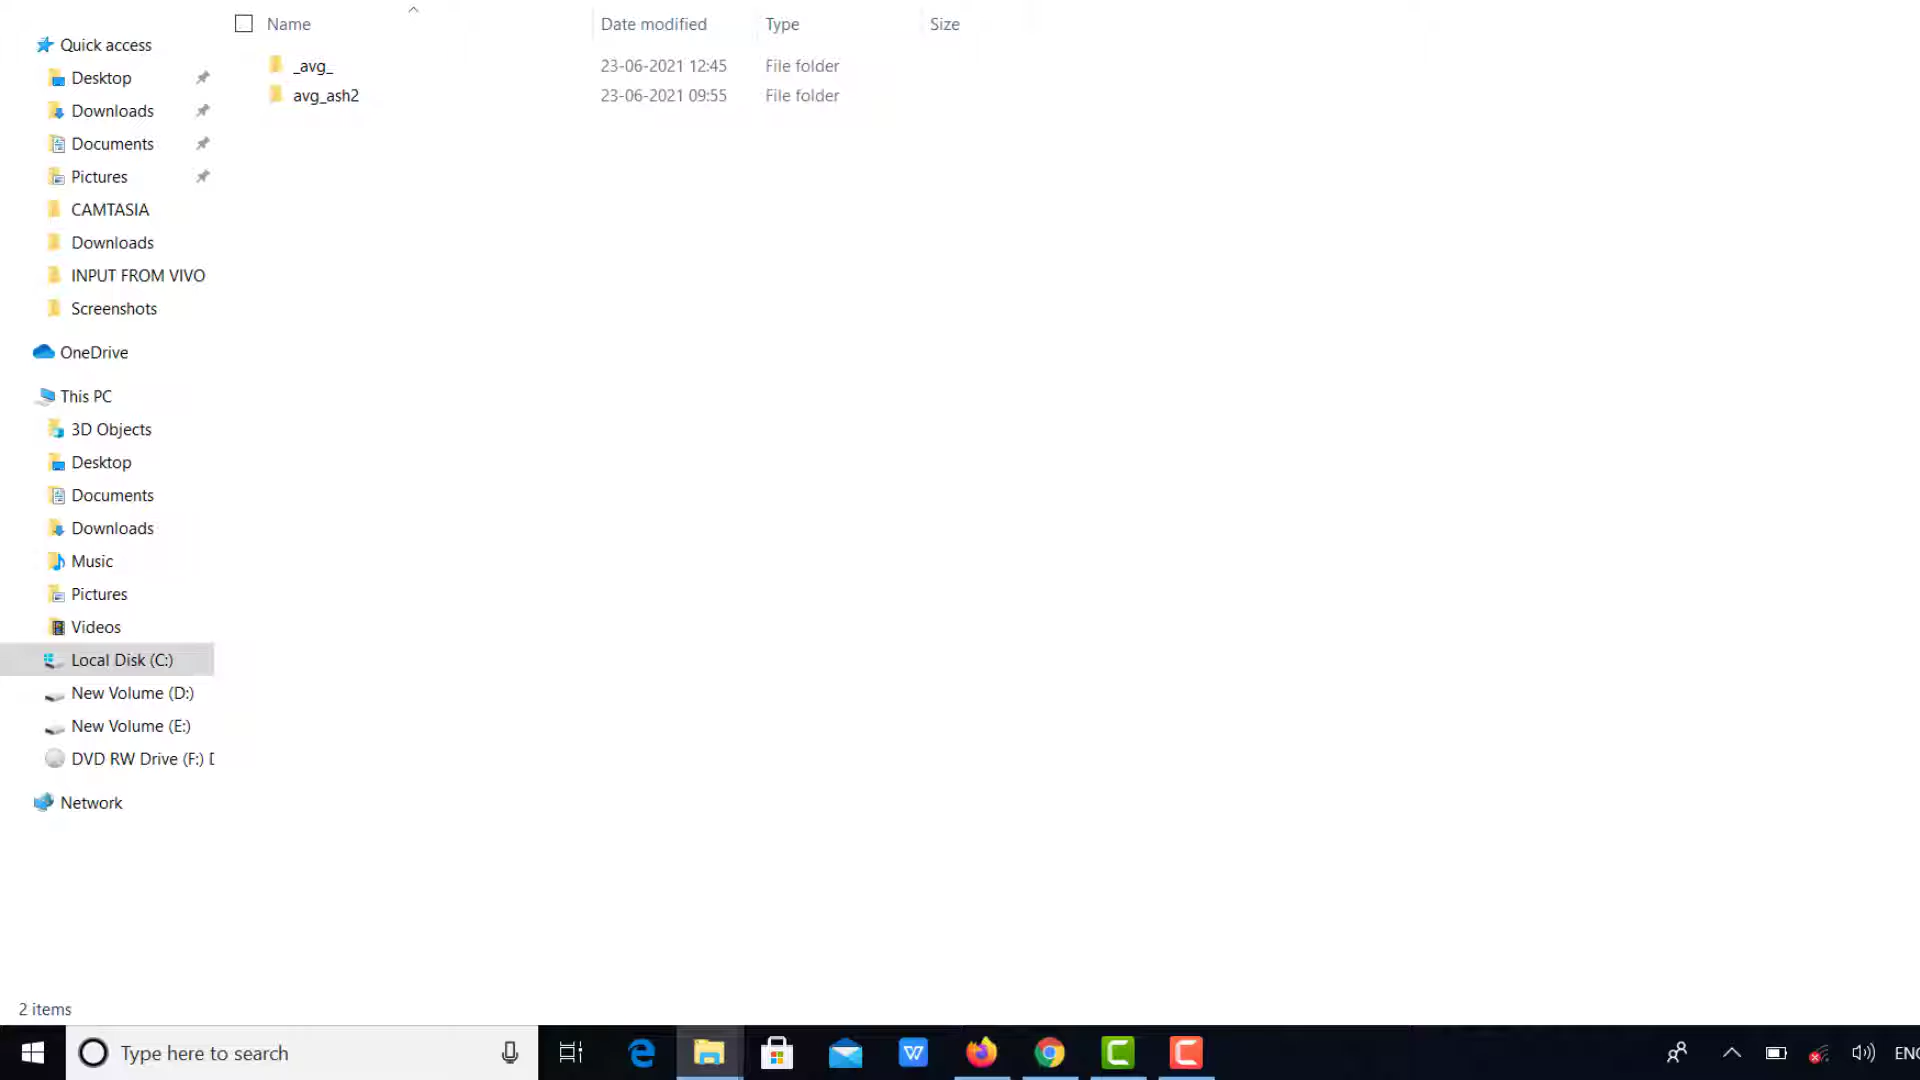 Name
Date modified
Type
Size
Quick access
Desktop
Downloads
Documents
Pictures
CAMTASIA
Downloads
INPUT FROM VIVO
Screenshots
OneDrive
This PC
3D Objects
Desktop
Documents
Downloads
Music
Pictures
Videos
Local Disk (C:)
New Volume (D:)
New Volume (E:)
DVD RW Drive (F:) D
Network
_avg_ 23-06-2021 12:45 File folder
avg_ash2 23-06-2021 09:55 File folder
2 items
Type here to search
ENG